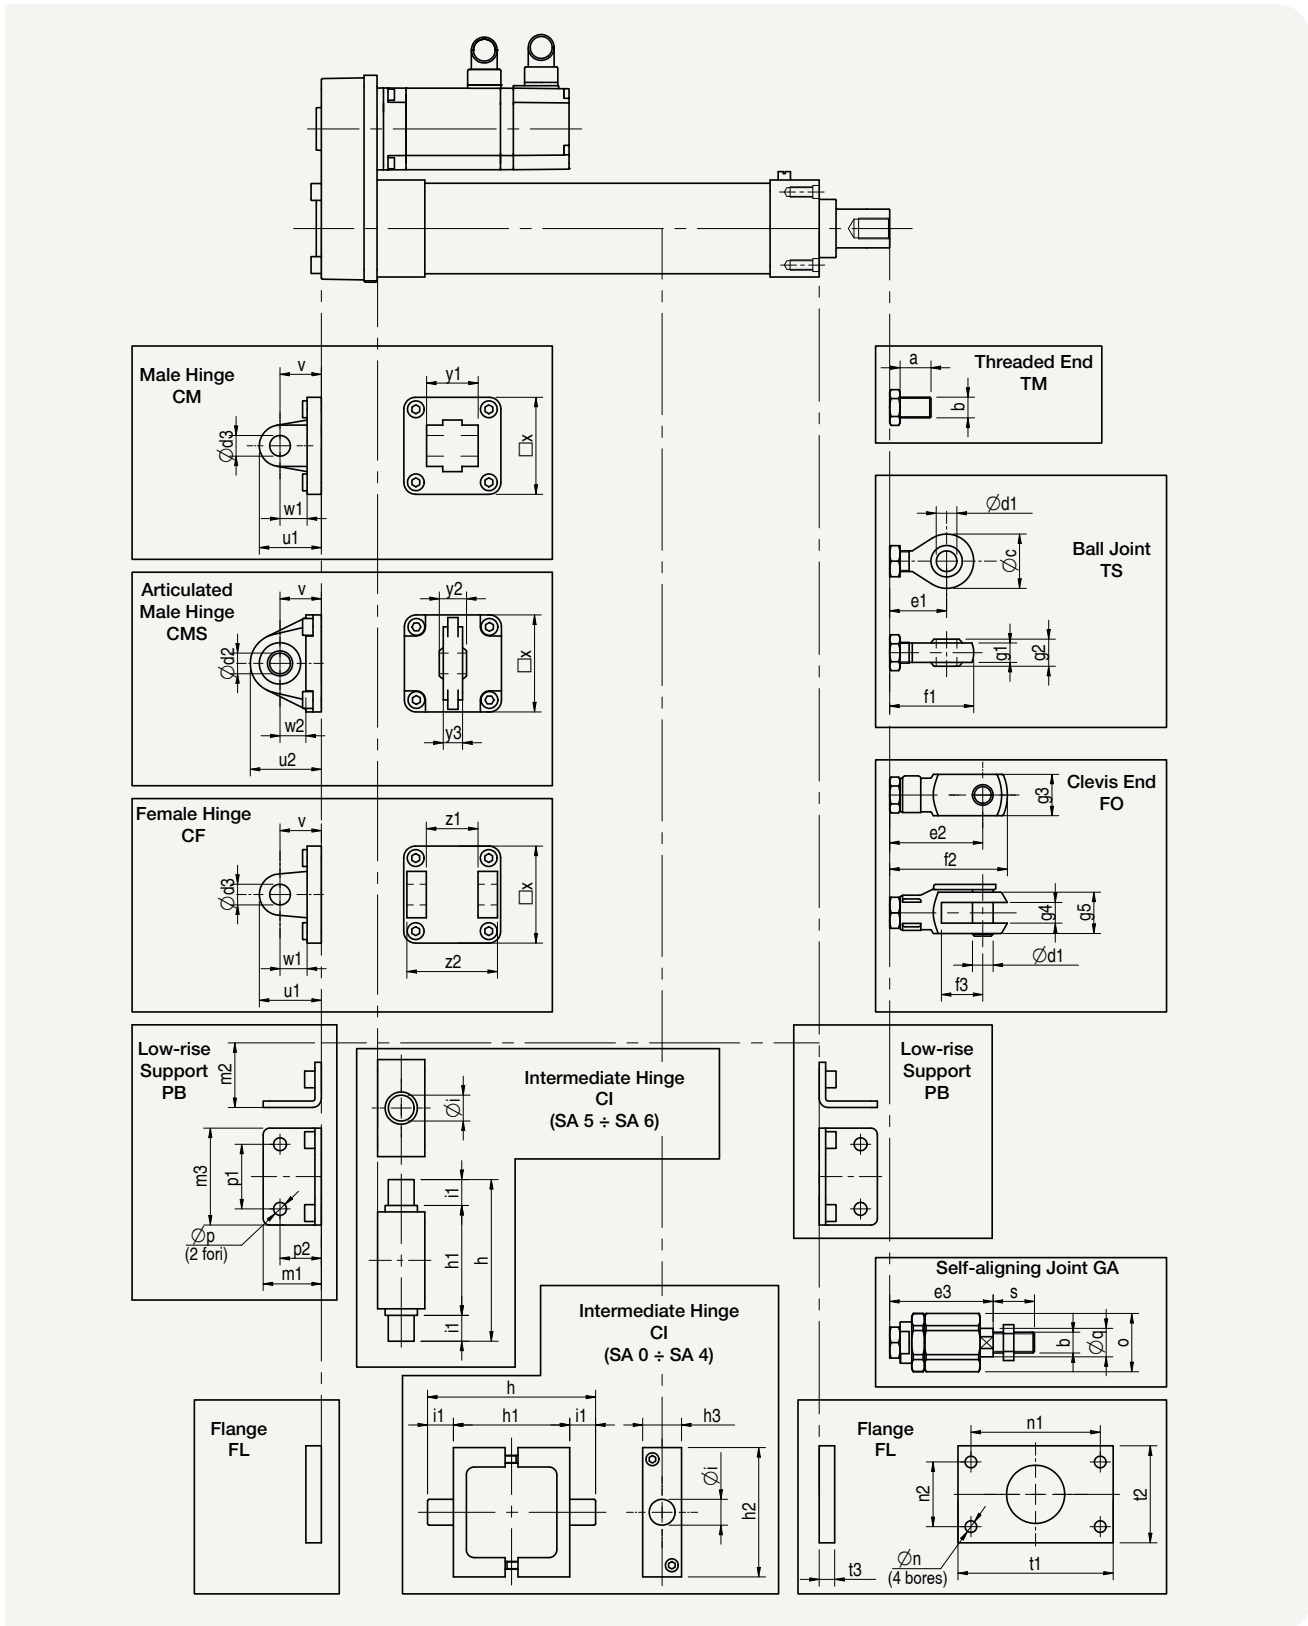 Male Hinge
CM
v
y1
Ød3
□x
w1
u1
Threaded End
TM
a
b
Articulated
Male Hinge
CMS
v
y2
Ød2
□x
w2
y3
u2
Ball Joint
TS
Ød1
Øc
e1
g1
g2
f1
Female Hinge
CF
v
z1
Ød3
□x
w1
z2
u1
Clevis End
FO
g3
e2
f2
g4
g5
Ød1
f3
Low-rise
Support
PB
m2
m3
p1
Øp
(2 fori)
p2
m1
Intermediate Hinge
CI
(SA 5 ÷ SA 6)
Øi
i1
h1
h
i1
Low-rise
Support
PB
Self-aligning Joint GA
e3
s
b
Øq
o
Intermediate Hinge
CI
(SA 0 ÷ SA 4)
h
i1
h1
i1
h3
Øi
h2
Flange
FL
Flange
FL
n1
n2
t2
Øn
(4 bores)
t3
t1